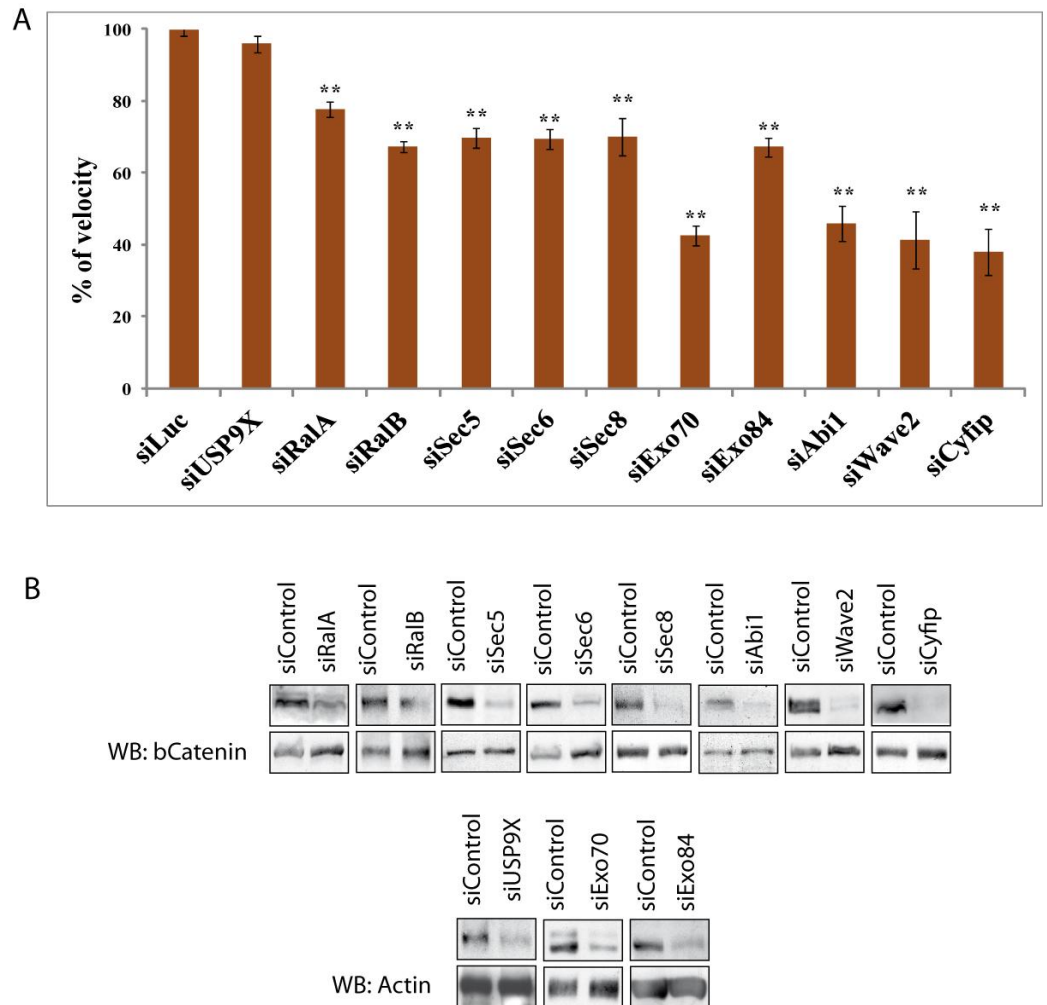 A
100
80
60
40
20
0
% of velocity
** ** ** ** ** ** ** ** ** **
siLuc siUSP9X siRalA siRalB siSec5 siSec6 siSec8 siExo70 siExo84 siAbi1 siWave2 siCyfip
B
siControl siRalA siControl siRalB siControl siSec5 siControl siSec6 siControl siSec8 siControl siAbi1 siControl siWave2 siControl siCyfip
WB: bCatenin
siControl siUSP9X siControl siExo70 siControl siExo84
WB: Actin